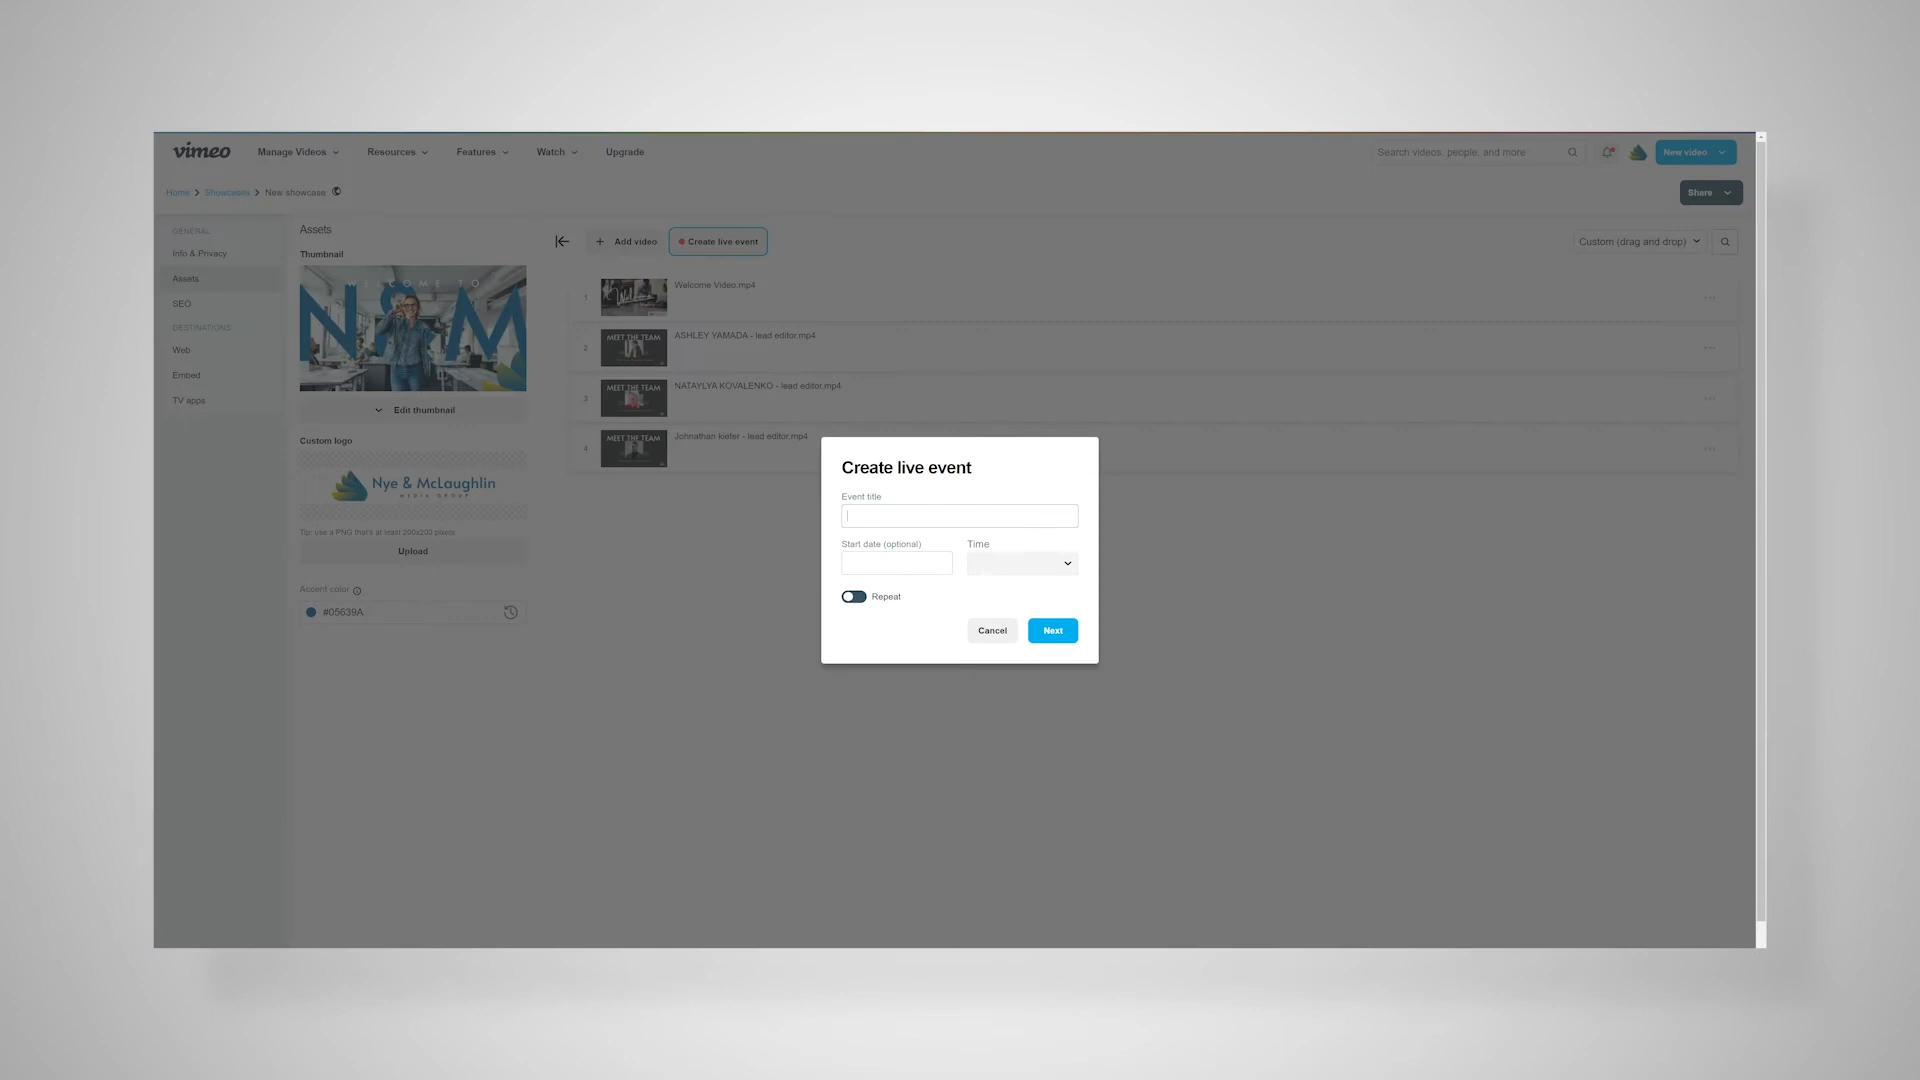 vimeo
Manage Videos
Resources
Features
Watch
Upgrade
Search videos, people, and more
New video
Home > Showcases > New showcase
Share
GENERAL
Info & Privacy
Assets
SEO
DESTINATIONS
Web
Embed
TV apps
Assets
Thumbnail
WELCOME TO
N&M
Edit thumbnail
Custom logo
Nye & McLaughlin
MEDIA GROUP
Tip: use a PNG that's at least 200x200 pixels
Upload
Accent color
#05639A
Add video
Create live event
Custom (drag and drop)
1
Welcome
Welcome Video.mp4
2
MEET THE TEAM
ASHLEY YAMADA - lead editor.mp4
3
MEET THE TEAM
NATAYLYA KOVALENKO - lead editor.mp4
4
MEET THE TEAM
Johnathan kiefer - lead editor.mp4
Create live event
Event title
Start date (optional)
Time
Repeat
Cancel
Next